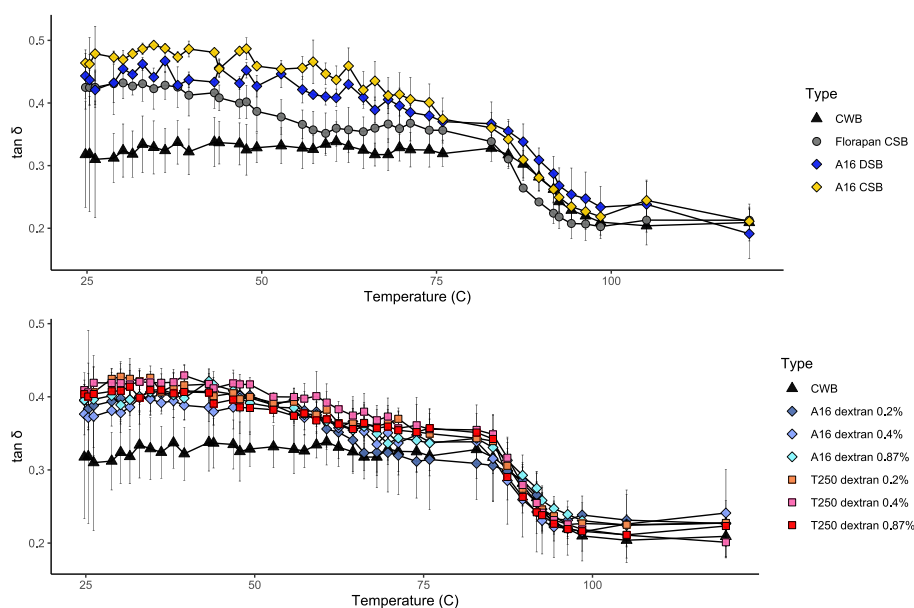 0.5
0.4
0.3
0.2
tan δ
25
50
75
100
Temperature (C)
Type
CWB
Florapan CSB
A16 DSB
A16 CSB
0.5
0.4
0.3
0.2
tan δ
25
50
75
100
Temperature (C)
Type
CWB
A16 dextran 0.2%
A16 dextran 0.4%
A16 dextran 0.87%
T250 dextran 0.2%
T250 dextran 0.4%
T250 dextran 0.87%